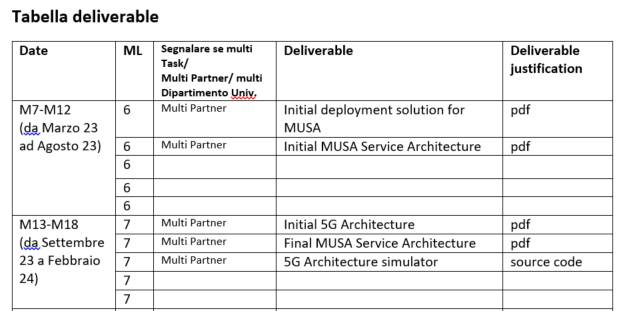 Tabella deliverable
Date ML Segnalare se multi Deliverable Deliverable
Task/ justification
Multi Partner/ multi
Dipartimento Univ.
M7-M12 6 Multi Partner Initial deployment solution for pdf
(da Marzo 23 MUSA
ad Agosto 23) 6 Multi Partner Initial MUSA Service Architecture pdf
6
6
6
M13-M18 7 Multi Partner Initial 5G Architecture pdf
(da Settembre 7 Multi Partner Final MUSA Service Architecture pdf
23 a Febbraio 7 Multi Partner 5G Architecture simulator source code
24) 7
7